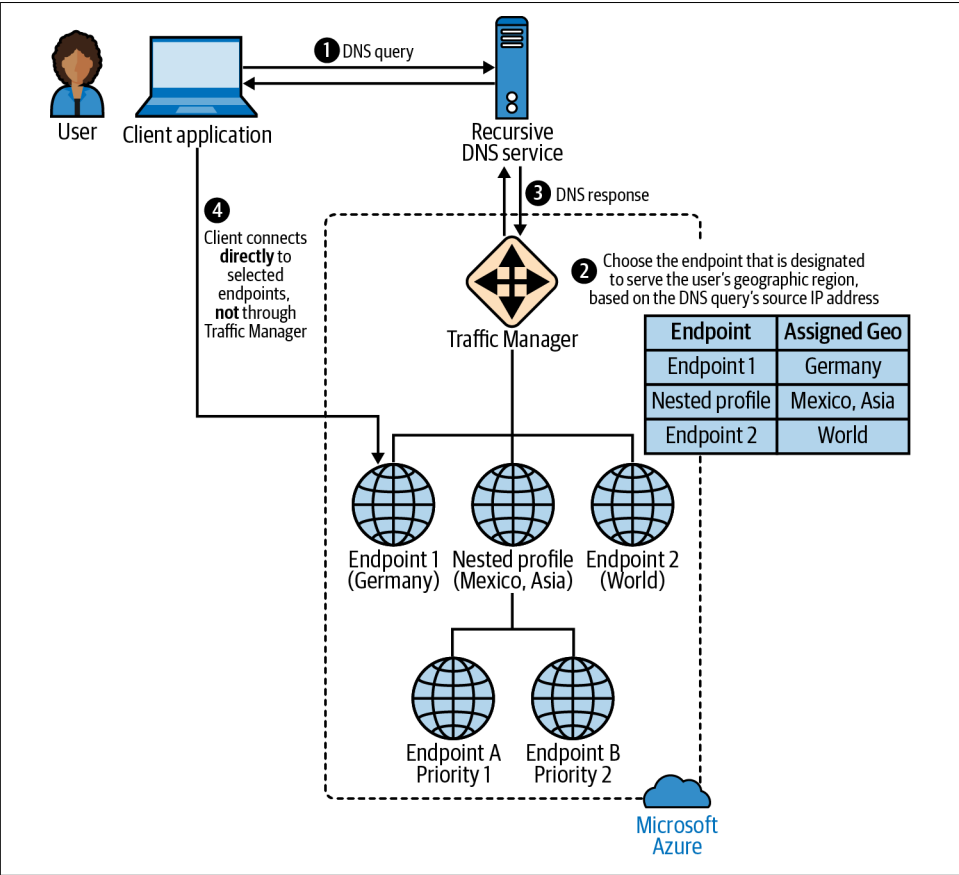 1 DNS query
User
Client application
Recursive
DNS service
3 DNS response
4
Client connects
directly to
selected
endpoints,
not through
Traffic Manager
2 Choose the endpoint that is designated
to serve the user's geographic region,
based on the DNS query's source IP address
Traffic Manager
Endpoint Assigned Geo
Endpoint 1 Germany
Nested profile Mexico, Asia
Endpoint 2 World
Endpoint 1
(Germany)
Nested profile
(Mexico, Asia)
Endpoint 2
(World)
Endpoint A
Priority 1
Endpoint B
Priority 2
Microsoft
Azure